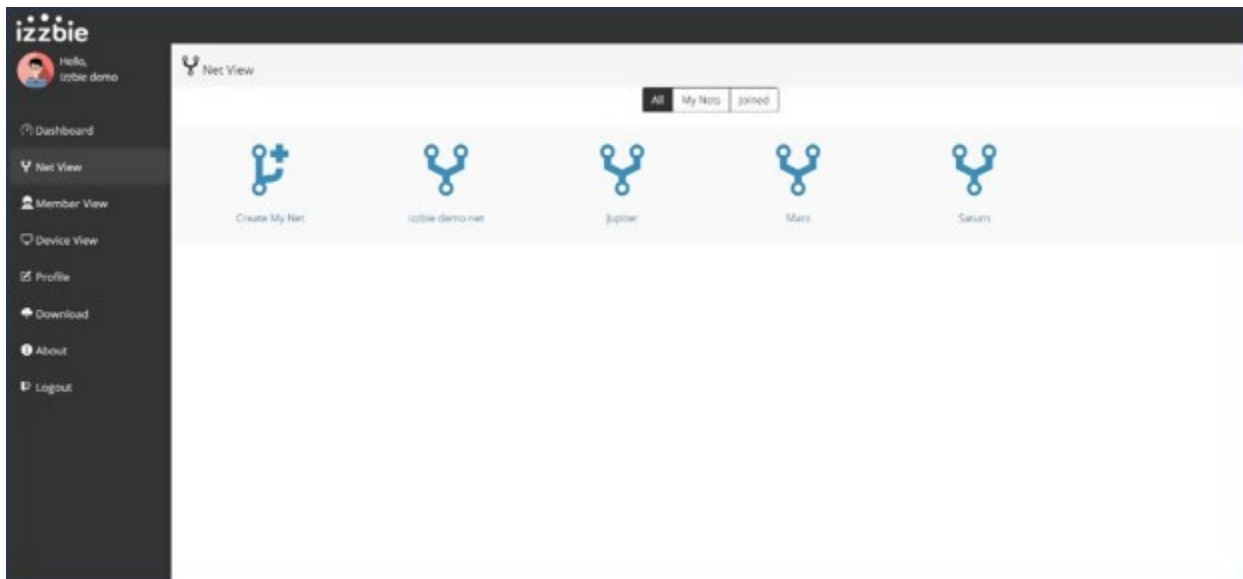 izzbie
Hello,
izzbie demo
Net View
All My Nets Joined
Dashboard
Net View
Member View
Device View
Profile
Download
About
Logout
Create My Net
izzbie demo net
Jupiter
Mars
Saturn